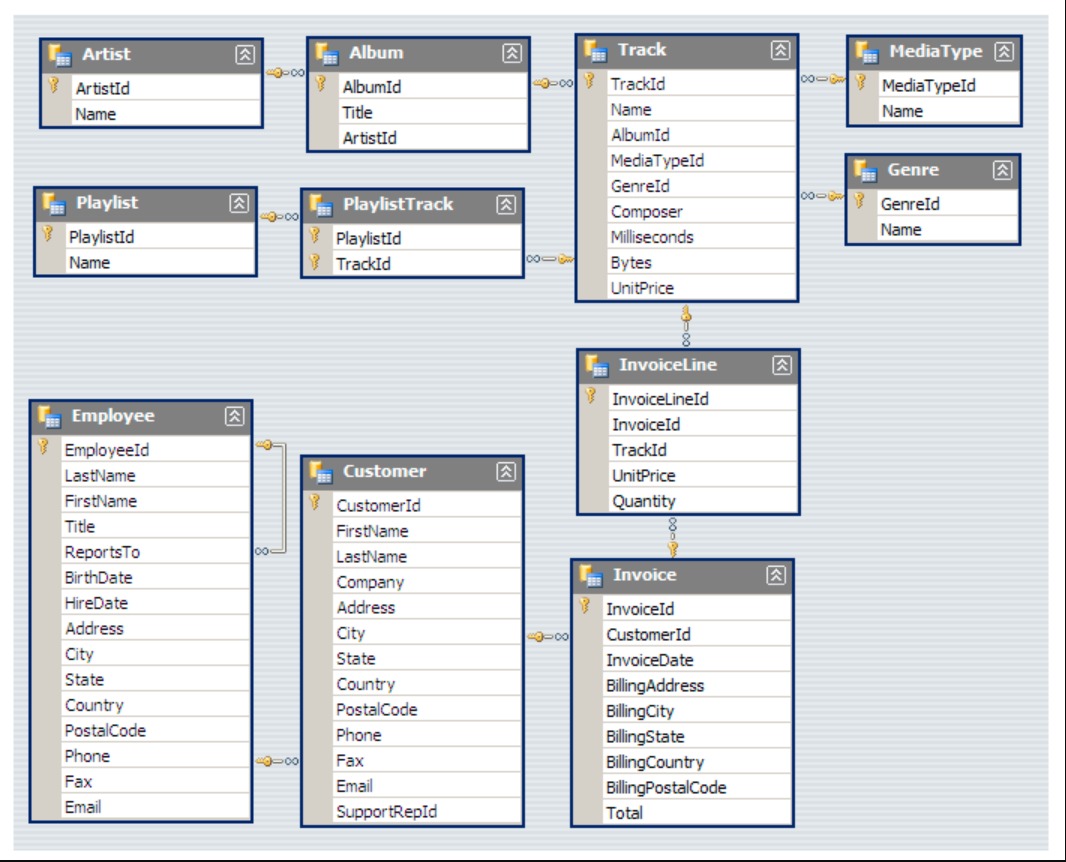 Artist
ArtistId
Name
Album
AlbumId
Title
ArtistId
Track
TrackId
Name
AlbumId
MediaTypeId
GenreId
Composer
Milliseconds
Bytes
UnitPrice
MediaType
MediaTypeId
Name
Genre
GenreId
Name
Playlist
PlaylistId
Name
PlaylistTrack
PlaylistId
TrackId
InvoiceLine
InvoiceLineId
InvoiceId
TrackId
UnitPrice
Quantity
Employee
EmployeeId
LastName
FirstName
Title
ReportsTo
BirthDate
HireDate
Address
City
State
Country
PostalCode
Phone
Fax
Email
Customer
CustomerId
FirstName
LastName
Company
Address
City
State
Country
PostalCode
Phone
Fax
Email
SupportRepId
Invoice
InvoiceId
CustomerId
InvoiceDate
BillingAddress
BillingCity
BillingState
BillingCountry
BillingPostalCode
Total